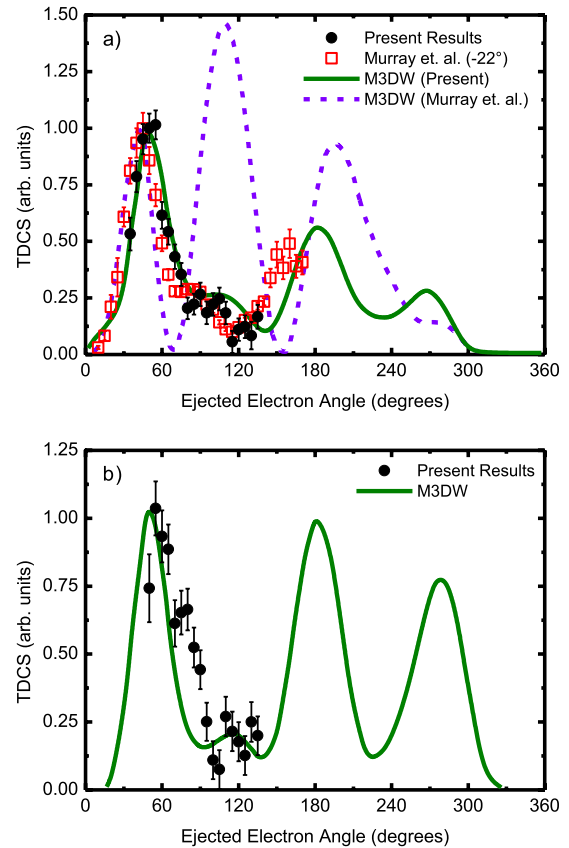 1.50
a)
Present Results
Murray et. al. (-22°)
M3DW (Present)
M3DW (Murray et. al.)
1.25
1.00
0.75
0.50
0.25
0.00
TDCS (arb. units)
0 60 120 180 240 300 360
Ejected Electron Angle (degrees)
1.25
b)
Present Results
M3DW
1.00
0.75
0.50
0.25
0.00
TDCS (arb. units)
0 60 120 180 240 300 360
Ejected Electron Angle (degrees)